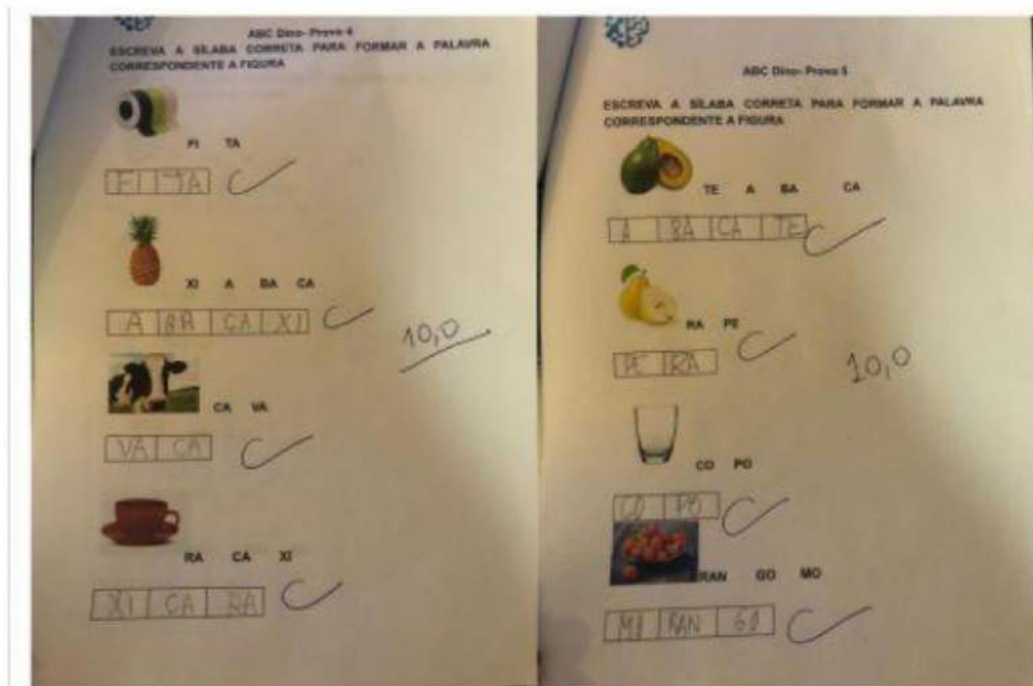 ABC Dino- Prova 4
ESCREVA A SÍLABA CORRETA PARA FORMAR A PALAVRA
CORRESPONDENTE A FIGURA
FI TA
FI TA
XI A BA CA
A BA CA XI
10,0
CA VA
VA CA
RA CA XI
XI CA RA
ABC Dino- Prova 5
ESCREVA A SÍLABA CORRETA PARA FORMAR A PALAVRA
CORRESPONDENTE A FIGURA
TE A BA CA
A BA CA TE
RA PE
PE RA
10,0
CO PO
CO PO
RAN GO MO
MO RAN GO